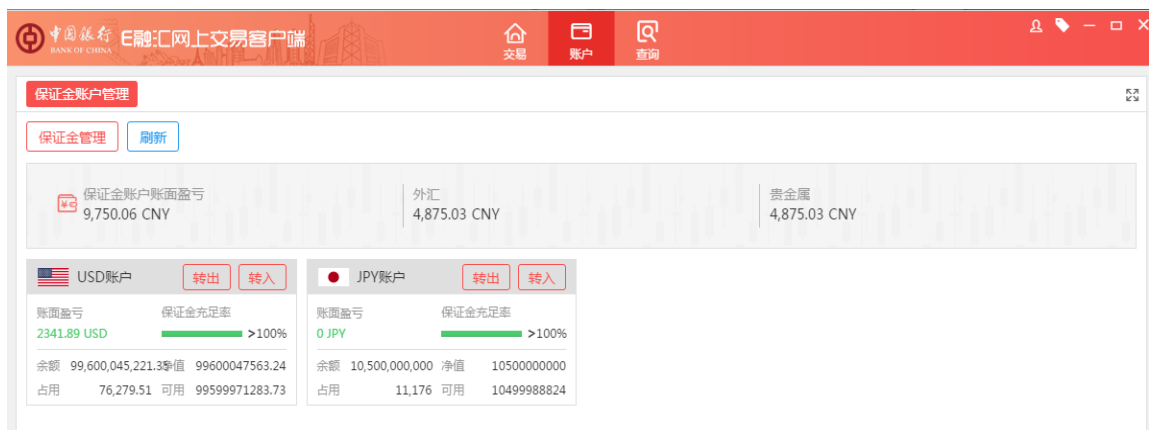 中国银行 E融汇网上交易客户端
BANK OF CHINA
交易
账户
查询
保证金账户管理
保证金管理
刷新
保证金账户账面盈亏
9,750.06 CNY
外汇
4,875.03 CNY
贵金属
4,875.03 CNY
USD账户 转出 转入
账面盈亏 保证金充足率
2341.89 USD >100%
余额 99,600,045,221.35 净值 99600047563.24
占用 76,279.51 可用 99599971283.73
JPY账户 转出 转入
账面盈亏 保证金充足率
0 JPY >100%
余额 10,500,000,000 净值 10500000000
占用 11,176 可用 10499988824